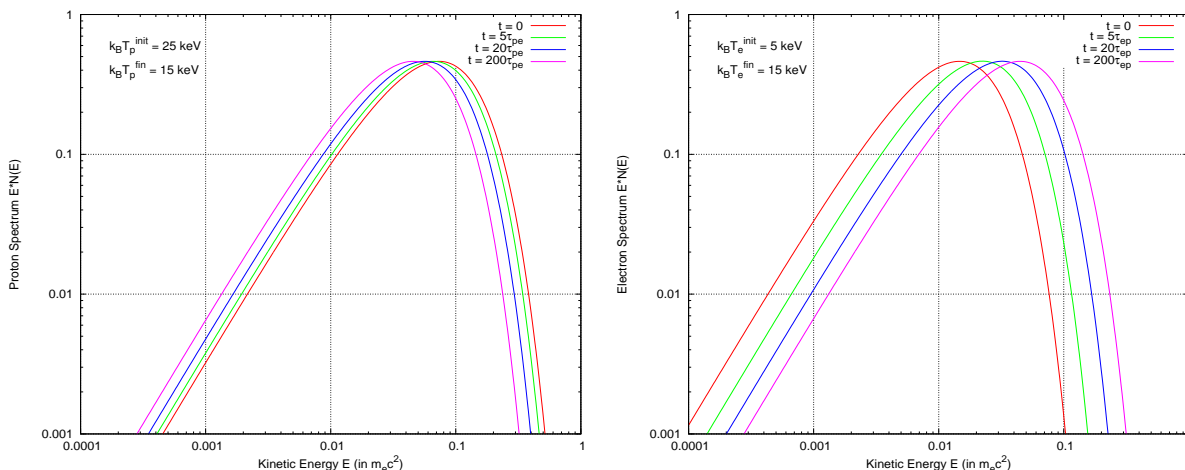 k_BT_p^init = 25 keV
k_BT_p^fin = 15 keV
t = 0
t = 5τ_pe
t = 20τ_pe
t = 200τ_pe
1
0.1
0.01
0.001
Proton Spectrum E*N(E)
0.0001 0.001 0.01 0.1 1
Kinetic Energy E (in m_ec²)
k_BT_e^init = 5 keV
k_BT_e^fin = 15 keV
t = 0
t = 5τ_ep
t = 20τ_ep
t = 200τ_ep
1
0.1
0.01
0.001
Electron Spectrum E*N(E)
0.0001 0.001 0.01 0.1
Kinetic Energy E (in m_ec²)